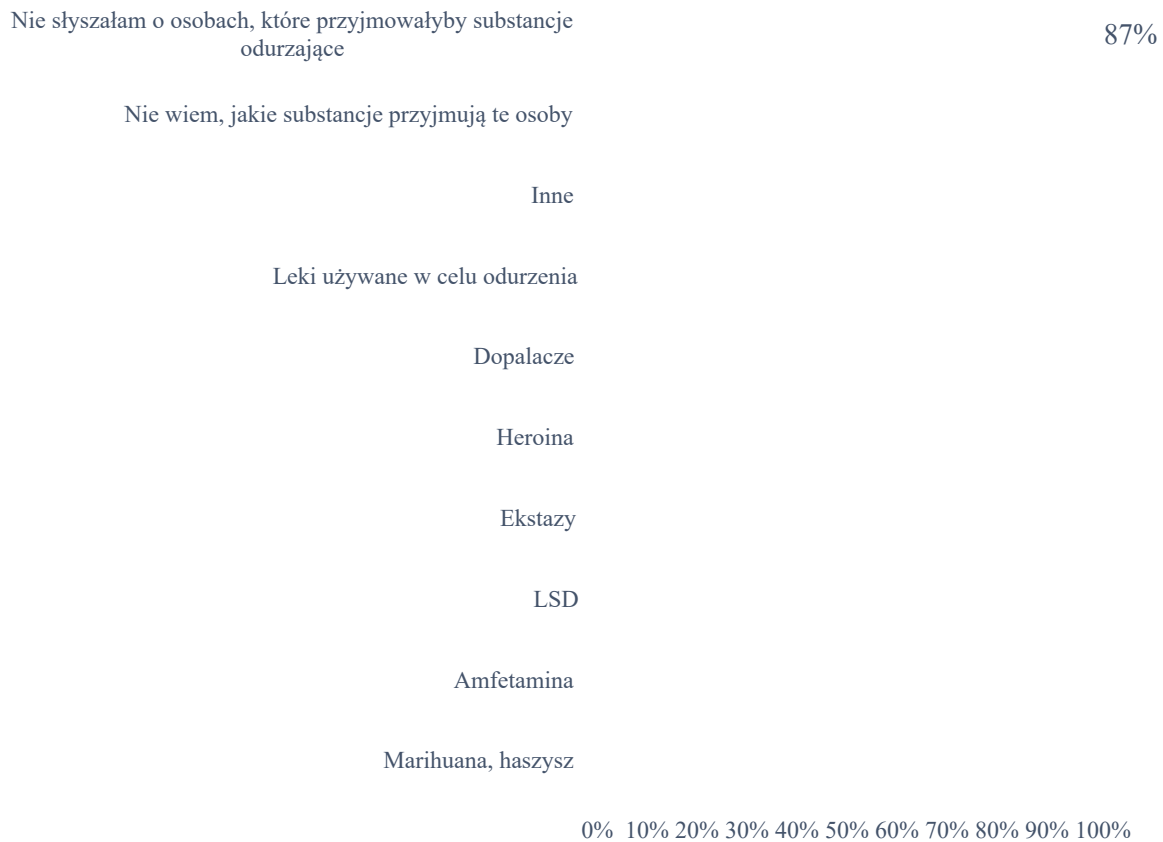 Nie słyszałam o osobach, które przyjmowałyby substancje
odurzające
87%
Nie wiem, jakie substancje przyjmują te osoby
Inne
Leki używane w celu odurzenia
Dopalacze
Heroina
Ekstazy
LSD
Amfetamina
Marihuana, haszysz
0% 10% 20% 30% 40% 50% 60% 70% 80% 90% 100%